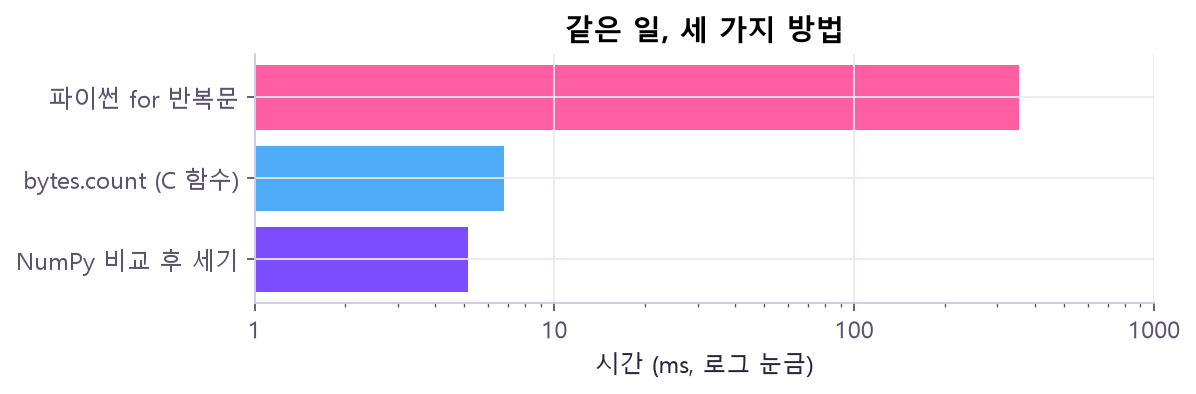 같은 일, 세 가지 방법
파이썬 for 반복문
bytes.count (C 함수)
NumPy 비교 후 세기
1 10 100 1000
시간 (ms, 로그 눈금)